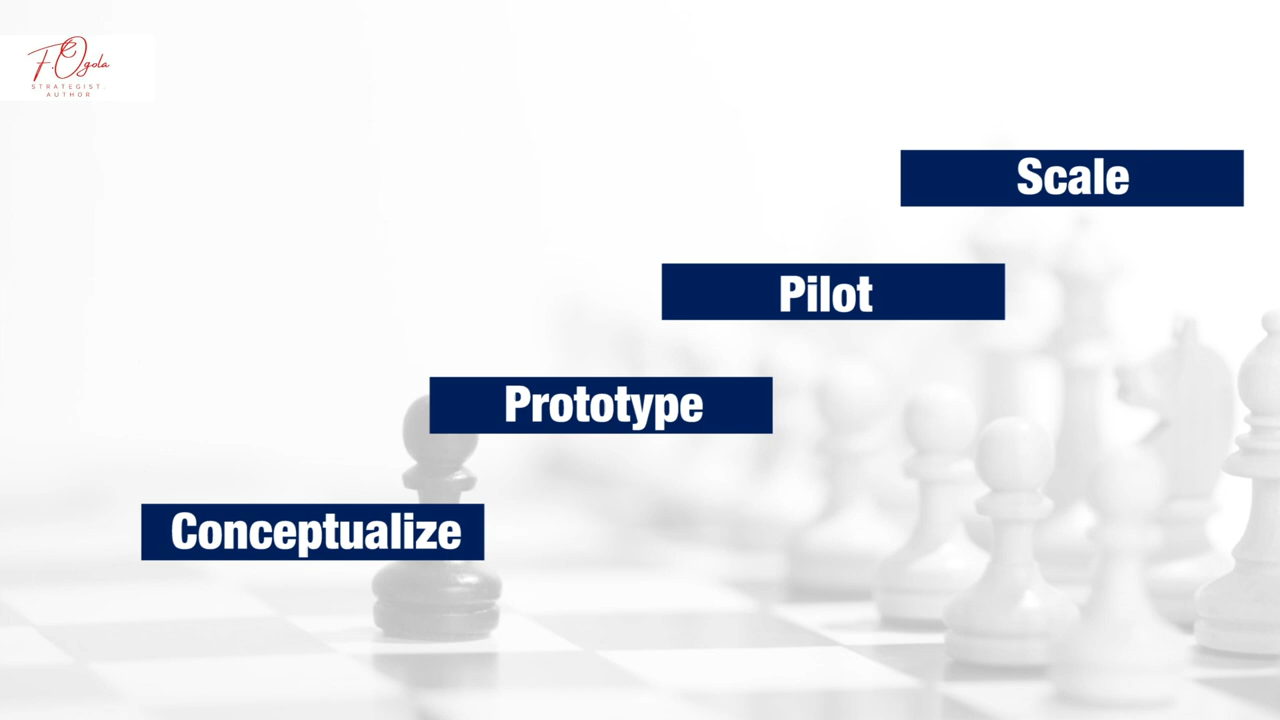 F. Ogola
STRATEGIST.
AUTHOR
Scale
Pilot
Prototype
Conceptualize